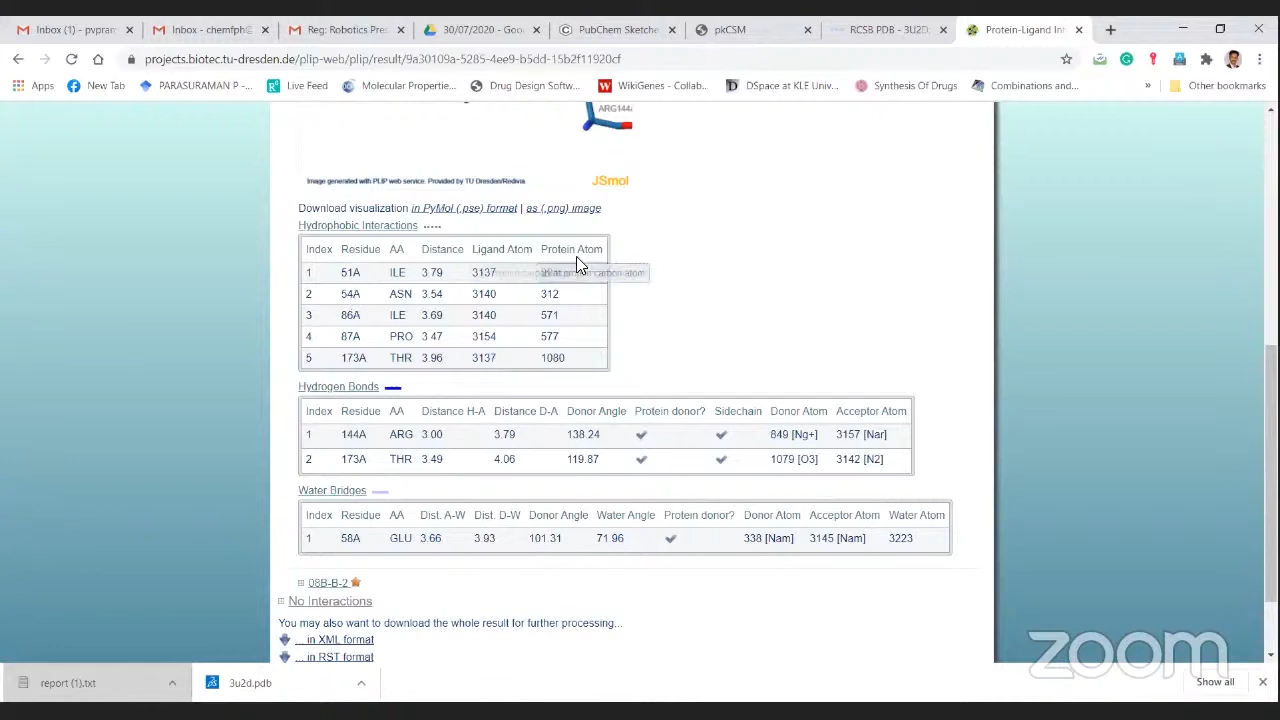 Inbox (1) - pvpram
Inbox - chemfph@
Reg: Robotics Pres
30/07/2020 - Goo
PubChem Sketche
pkCSM
RCSB PDB - 3U2D:
Protein-Ligand Int
projects.biotec.tu-dresden.de/plip-web/plip/result/
Apps
New Tab
PARASURAMAN P -...
Live Feed
Molecular Propertie...
Drug Design Softw...
WikiGenes - Collab...
DSpace at KLE Univ...
Synthesis Of Drugs
Combinations and...
»
Other bookmarks
ARG144
Image generated with PLIP web service. Provided by TU Dresden/Redivia.
JSmol
Download visualization in PyMol (.pse) format | as (.png) image
Hydrophobic Interactions
Index Residue AA Distance Ligand Atom Protein Atom
1 51A ILE 3.79 3137
2 54A ASN 3.54 3140 312
3 86A ILE 3.69 3140 571
4 87A PRO 3.47 3154 577
5 173A THR 3.96 3137 1080
Hydrogen Bonds
Index Residue AA Distance H-A Distance D-A Donor Angle Protein donor? Sidechain Donor Atom Acceptor Atom
1 144A ARG 3.00 3.79 138.24 ✔ ✔ 849 [Ng+] 3157 [Nar]
2 173A THR 3.49 4.06 119.87 ✔ ✔ 1079 [O3] 3142 [N2]
Water Bridges
Index Residue AA Dist. A-W Dist. D-W Donor Angle Water Angle Protein donor? Donor Atom Acceptor Atom Water Atom
1 58A GLU 3.66 3.93 101.31 71.96 ✔ 338 [Nam] 3145 [Nam] 3223
08B-B-2
No Interactions
You may also want to download the whole result for further processing...
... in XML format
... in RST format
zoom
report (1).txt
3u2d.pdb
Show all